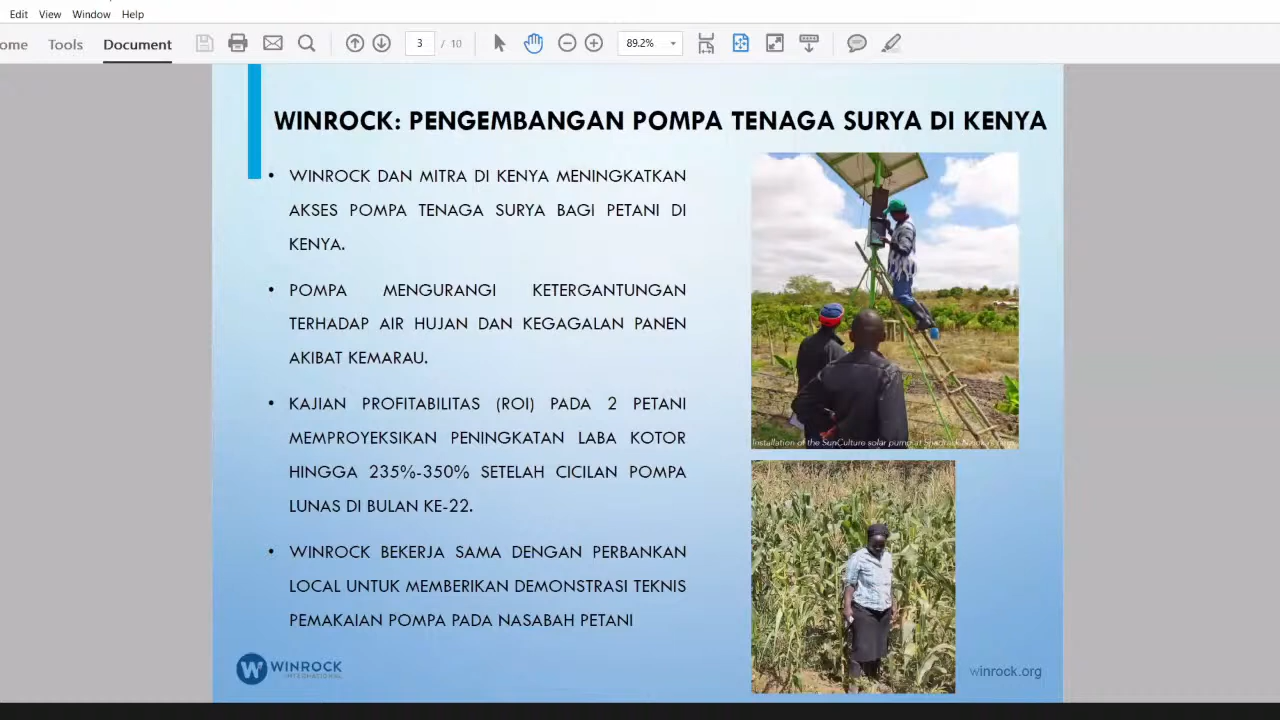 Edit View Window Help
ome Tools Document 3 / 10 89.2%
WINROCK: PENGEMBANGAN POMPA TENAGA SURYA DI KENYA
• WINROCK DAN MITRA DI KENYA MENINGKATKAN
AKSES POMPA TENAGA SURYA BAGI PETANI DI
KENYA.
• POMPA MENGURANGI KETERGANTUNGAN
TERHADAP AIR HUJAN DAN KEGAGALAN PANEN
AKIBAT KEMARAU.
• KAJIAN PROFITABILITAS (ROI) PADA 2 PETANI
MEMPROYEKSIKAN PENINGKATAN LABA KOTOR
HINGGA 235%-350% SETELAH CICILAN POMPA
LUNAS DI BULAN KE-22.
• WINROCK BEKERJA SAMA DENGAN PERBANKAN
LOCAL UNTUK MEMBERIKAN DEMONSTRASI TEKNIS
PEMAKAIAN POMPA PADA NASABAH PETANI
Installation of the SunCulture solar pump at
W WINROCK
INTERNATIONAL
winrock.org